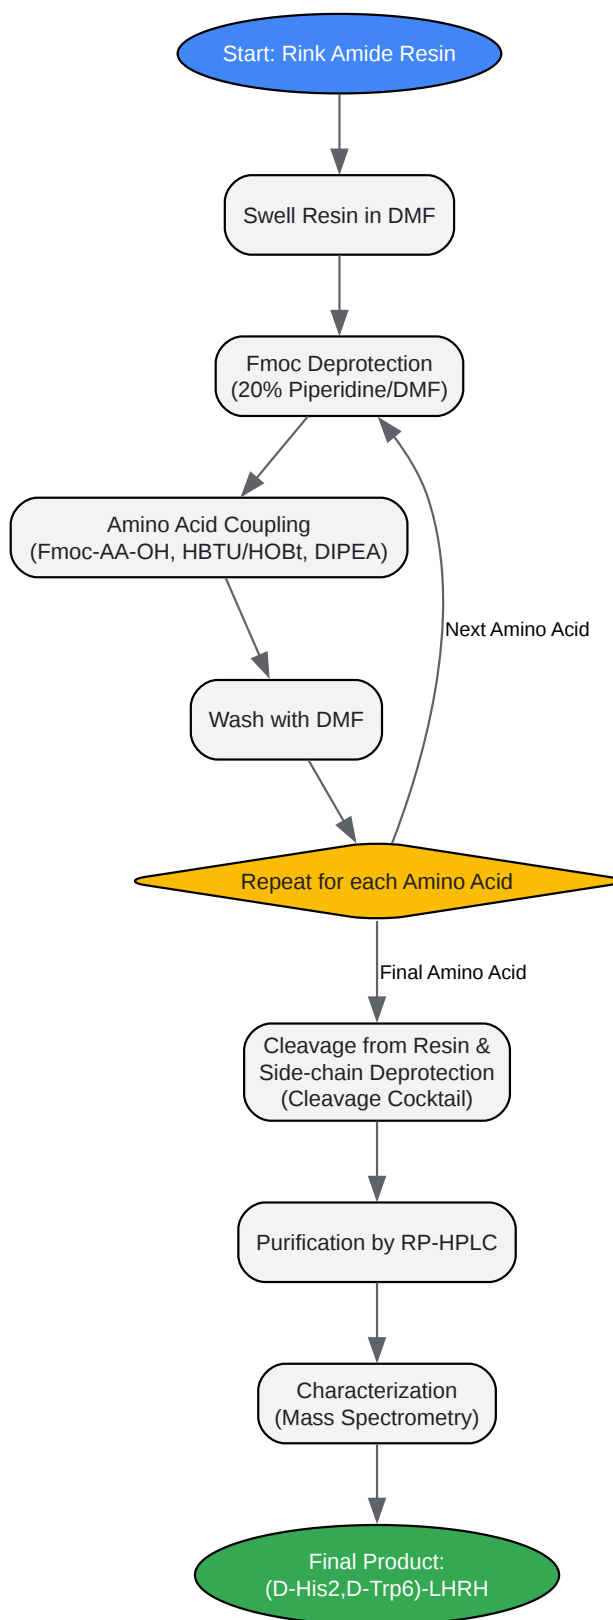 Start: Rink Amide Resin
Swell Resin in DMF
Fmoc Deprotection
(20% Piperidine/DMF)
Amino Acid Coupling
(Fmoc-AA-OH, HBTU/HOBt, DIPEA)
Next Amino Acid
Wash with DMF
Repeat for each Amino Acid
Final Amino Acid
Cleavage from Resin &
Side-chain Deprotection
(Cleavage Cocktail)
Purification by RP-HPLC
Characterization
(Mass Spectrometry)
Final Product:
(D-His2,D-Trp6)-LHRH